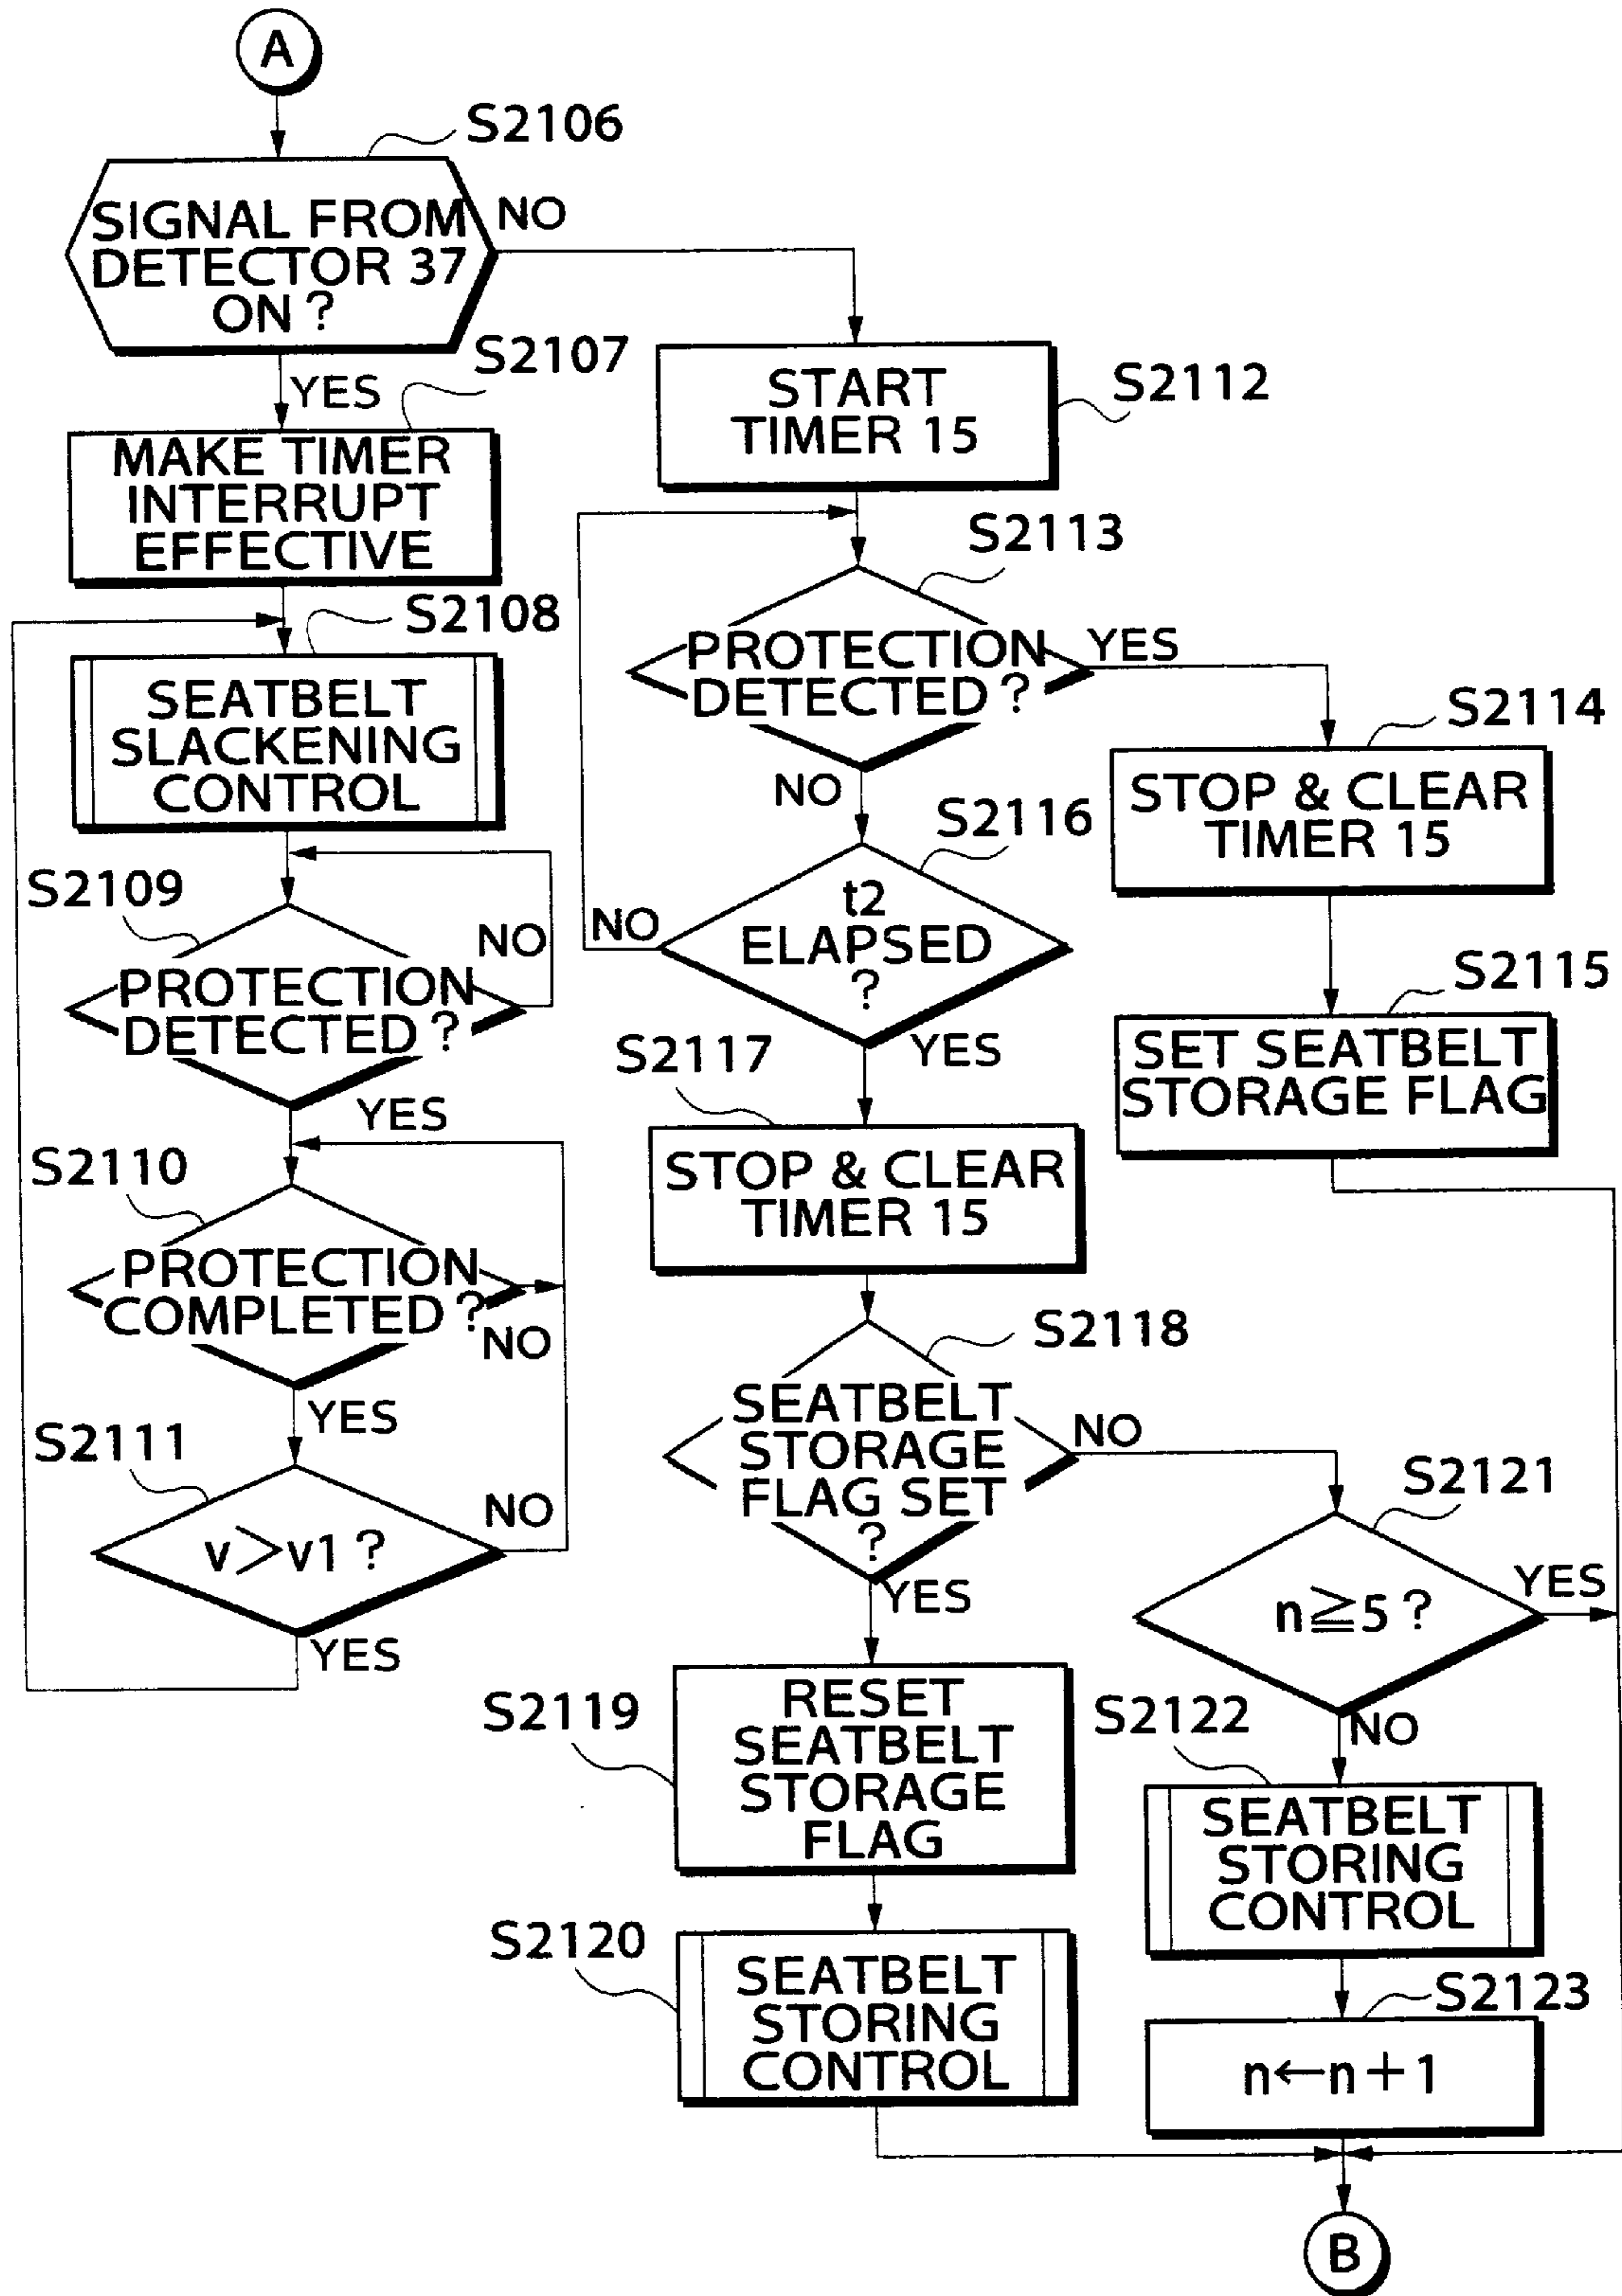 A
S2106
SIGNAL FROM
DETECTOR 37
ON ?
NO
YES
S2107
MAKE TIMER
INTERRUPT
EFFECTIVE
S2108
SEATBELT
SLACKENING
CONTROL
S2109
PROTECTION
DETECTED ?
NO
YES
S2110
PROTECTION
COMPLETED ?
NO
YES
S2111
v>v1 ?
NO
YES
S2112
START
TIMER 15
S2113
PROTECTION
DETECTED ?
YES
NO
S2114
STOP & CLEAR
TIMER 15
S2115
SET SEATBELT
STORAGE FLAG
S2116
t2
ELAPSED
?
NO
YES
S2117
STOP & CLEAR
TIMER 15
S2118
SEATBELT
STORAGE
FLAG SET
?
NO
YES
S2119
RESET
SEATBELT
STORAGE
FLAG
S2120
SEATBELT
STORING
CONTROL
S2121
n≧5 ?
YES
NO
S2122
SEATBELT
STORING
CONTROL
S2123
n←n+1
B